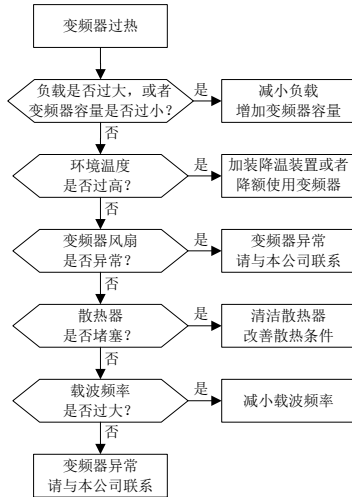 变频器过热
负载是否过大，或者
变频器容量是否过小？
是
减小负载
增加变频器容量
否
环境温度
是否过高？
是
加装降温装置或者
降额使用变频器
否
变频器风扇
是否异常？
是
变频器异常
请与本公司联系
否
散热器
是否堵塞？
是
清洁散热器
改善散热条件
否
载波频率
是否过大？
是
减小载波频率
否
变频器异常
请与本公司联系